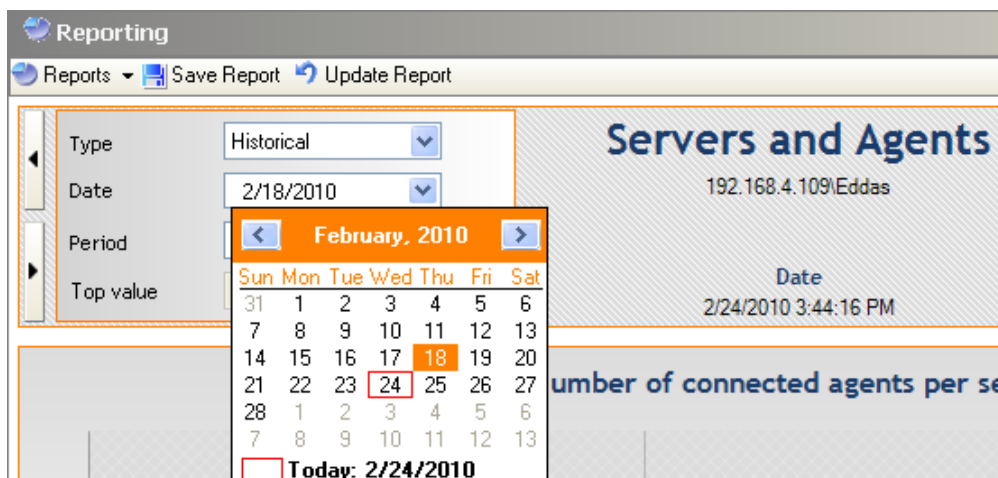 Reporting
Reports Save Report Update Report
Type Historical
Date 2/18/2010
Period
Top value
Servers and Agents
192.168.4.109\Eddas
Date
2/24/2010 3:44:16 PM
February, 2010
Sun Mon Tue Wed Thu Fri Sat
31 1 2 3 4 5 6
7 8 9 10 11 12 13
14 15 16 17 18 19 20
21 22 23 24 25 26 27
28 1 2 3 4 5 6
7 8 9 10 11 12 13
Today: 2/24/2010
umber of connected agents per se